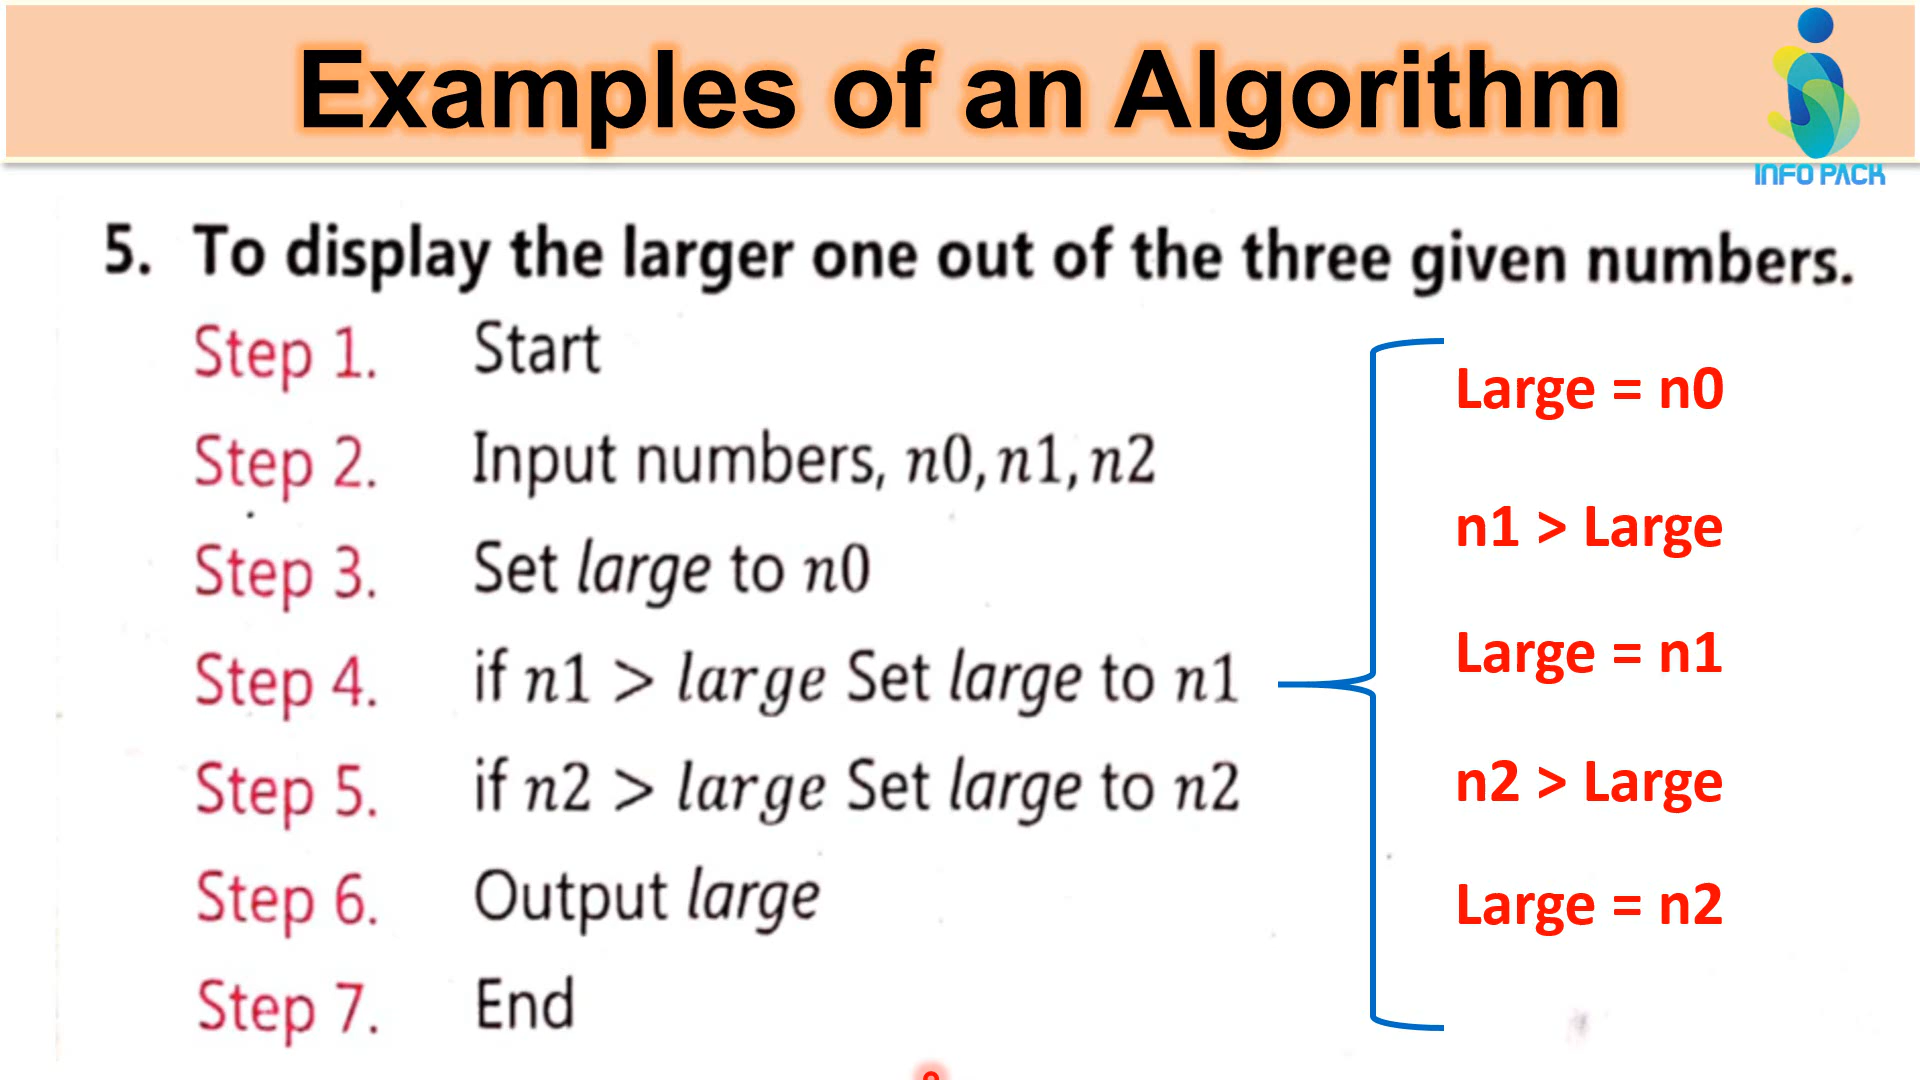 Examples of an Algorithm
INFO PACK
5. To display the larger one out of the three given numbers.
Step 1. Start
Step 2. Input numbers, n0, n1, n2
Step 3. Set large to n0
Step 4. if n1 > large Set large to n1
Step 5. if n2 > large Set large to n2
Step 6. Output large
Step 7. End
Large = n0
n1 > Large
Large = n1
n2 > Large
Large = n2